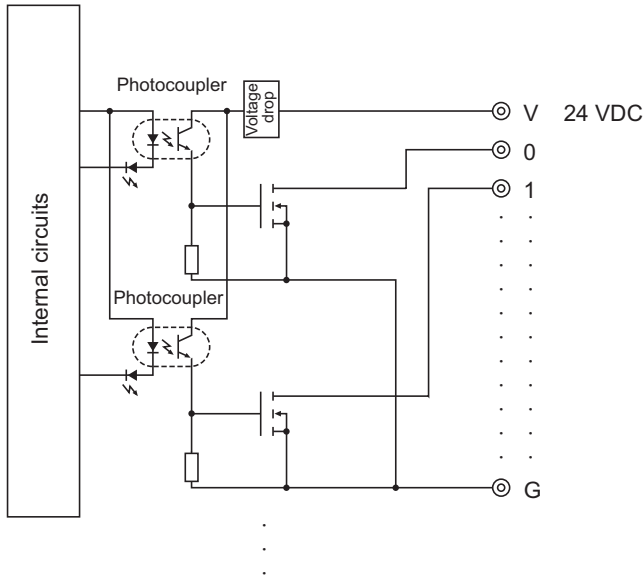 Photocoupler
Voltage
drop
V 24 VDC
0
1
Internal circuits
Photocoupler
G